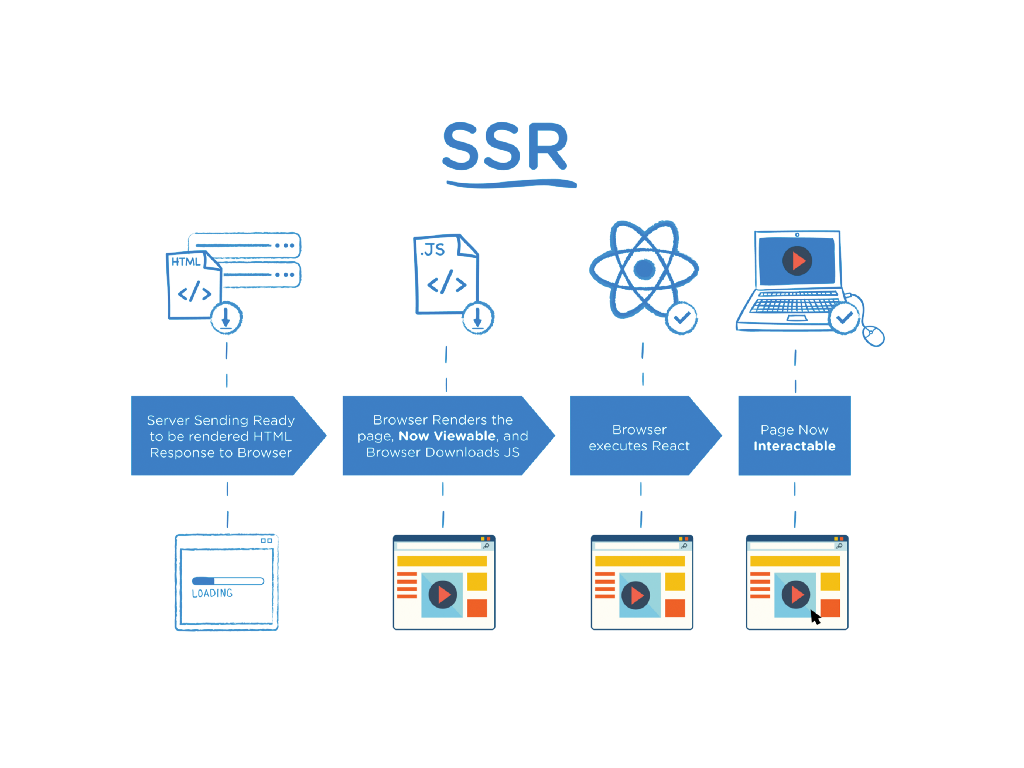 SSR
HTML
</>
.JS
</>
Server Sending Ready
to be rendered HTML
Response to Browser
Browser Renders the
page, Now Viewable, and
Browser Downloads JS
Browser
executes React
Page Now
Interactable
LOADING